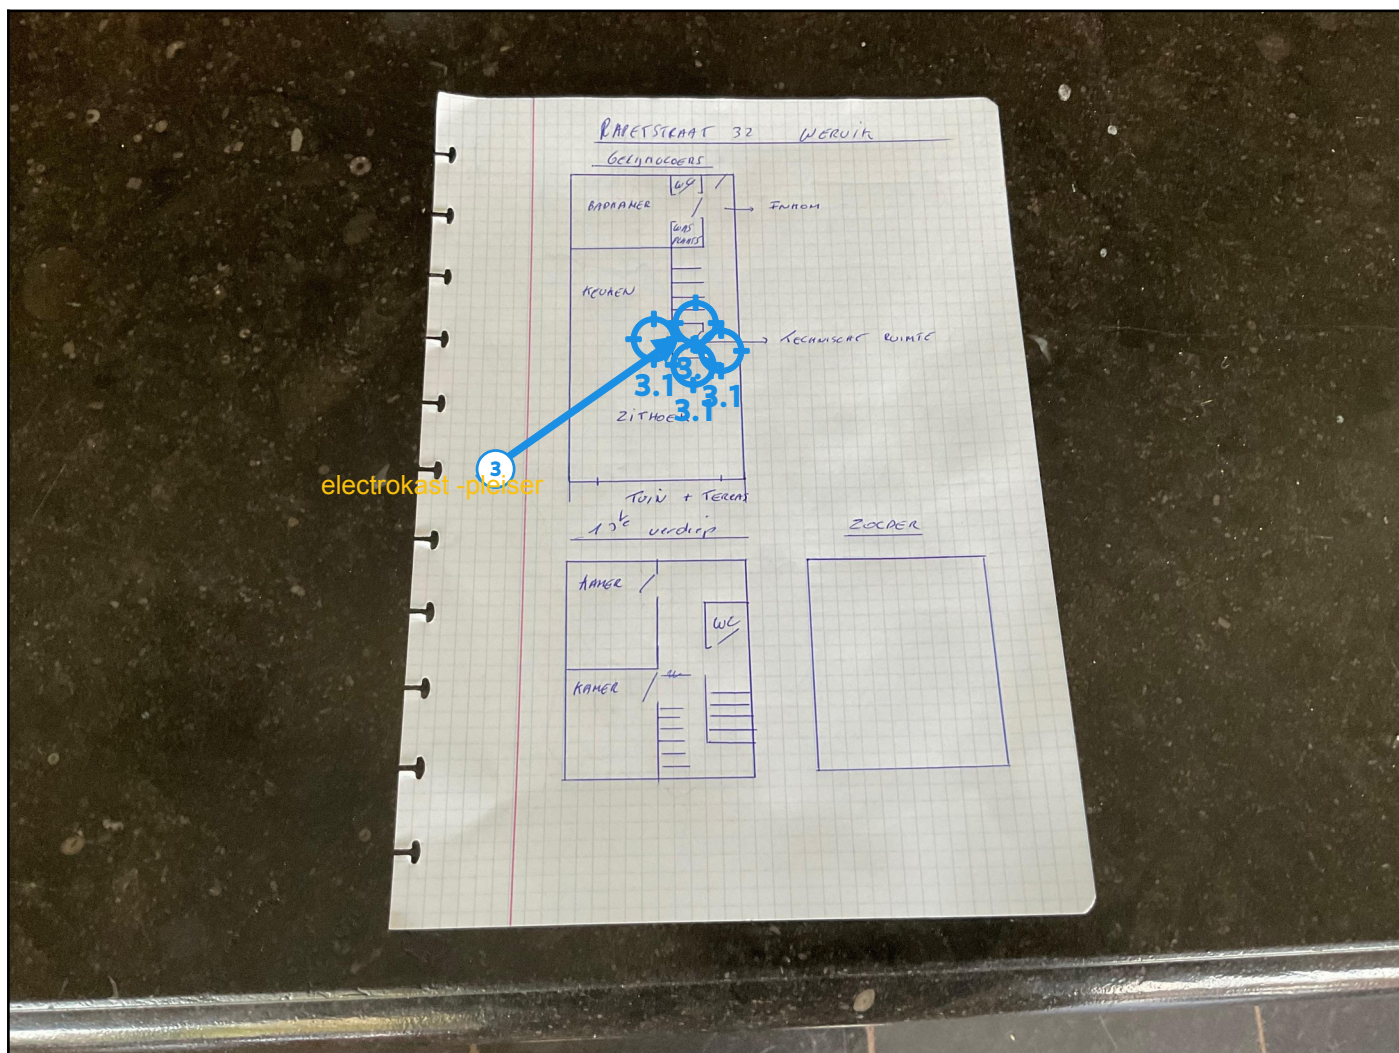 RAPETSTRAAT 32 WERVIK
GELIJKVLOERS
WC
BADKAMER
INKOM
WAS
PLAATS
KEUKEN
TECHNISCHE RUIMTE
3.1
3.1
3.1
ZITHOEK
3
electrokast -pleiser
TUIN + TERRAS
1ste verdiep
ZOLDER
KAMER
WC
KAMER